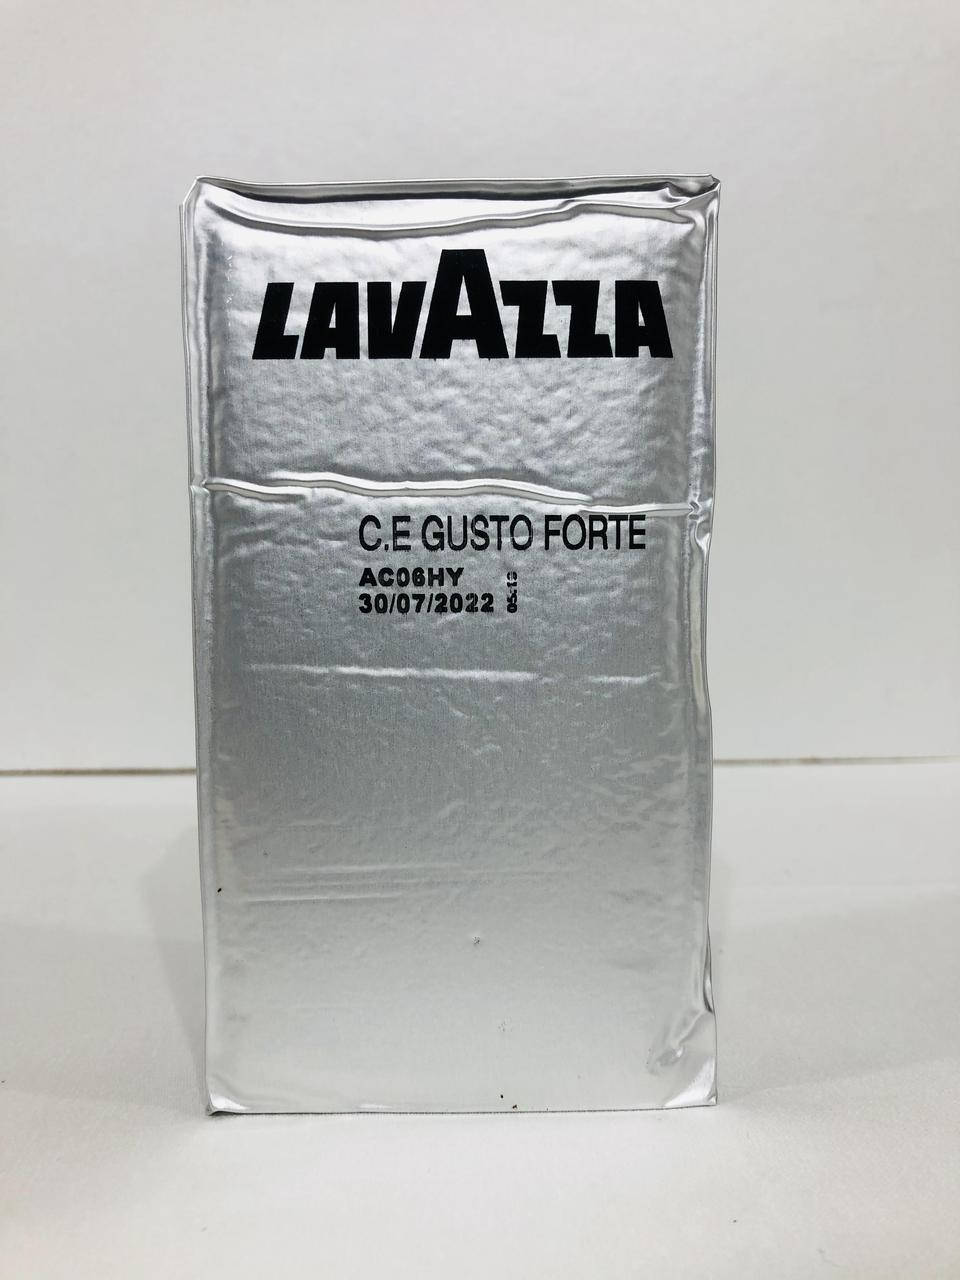 LAVAZZA
C.E GUSTO FORTE
AC06HY
30/07/2022